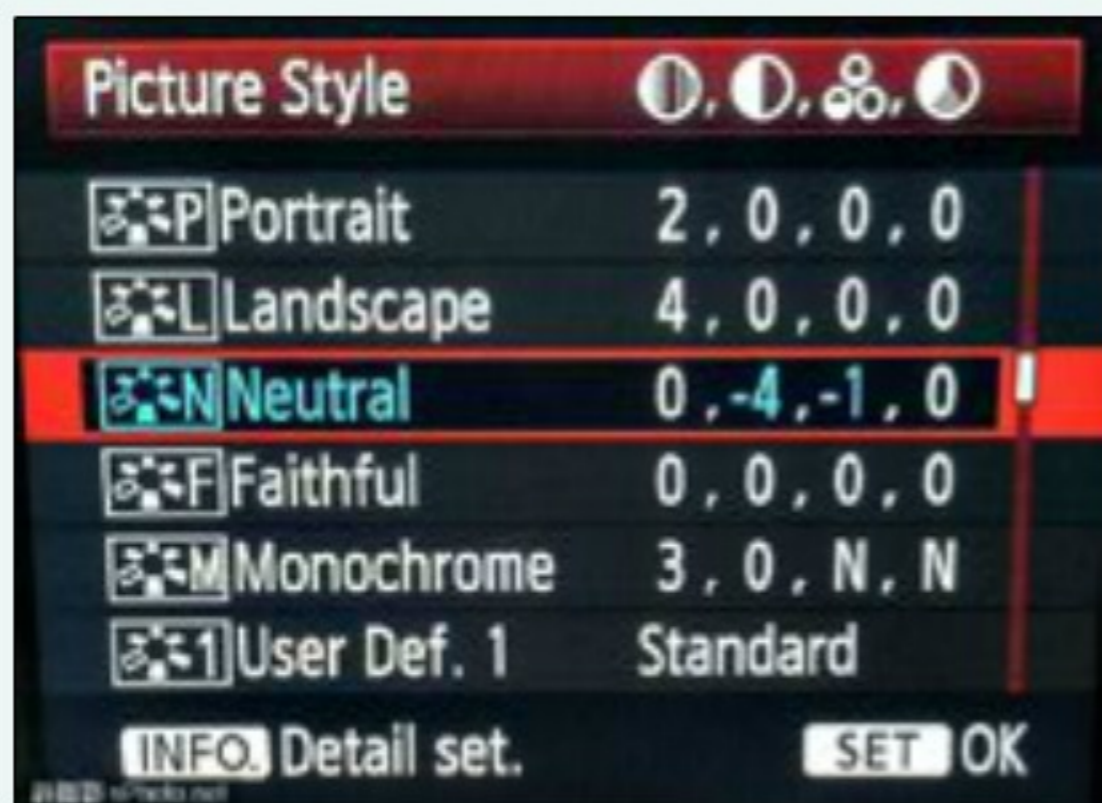 Picture Style
P Portrait 2 , 0 , 0 , 0
L Landscape 4 , 0 , 0 , 0
N Neutral 0 , -4 , -1 , 0
F Faithful 0 , 0 , 0 , 0
M Monochrome 3 , 0 , N , N
1 User Def. 1 Standard
INFO. Detail set. SET OK